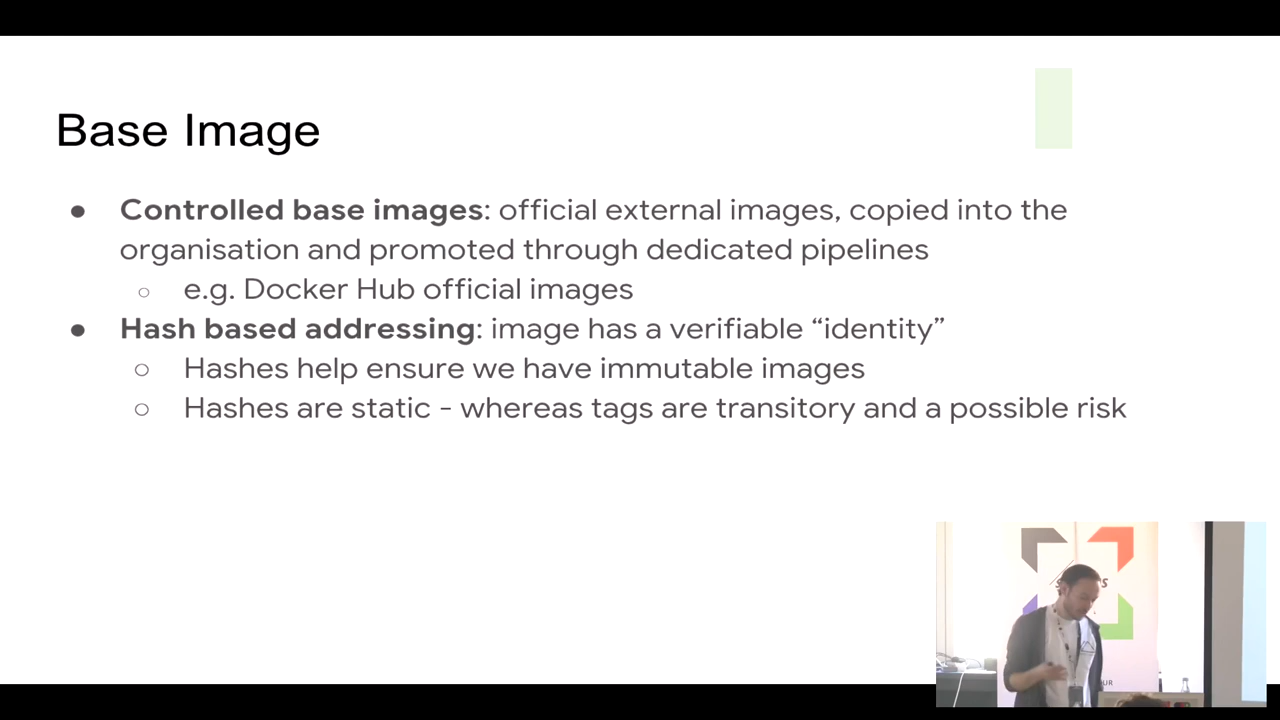 Base Image
● Controlled base images: official external images, copied into the
organisation and promoted through dedicated pipelines
○ e.g. Docker Hub official images
● Hash based addressing: image has a verifiable “identity”
○ Hashes help ensure we have immutable images
○ Hashes are static - whereas tags are transitory and a possible risk